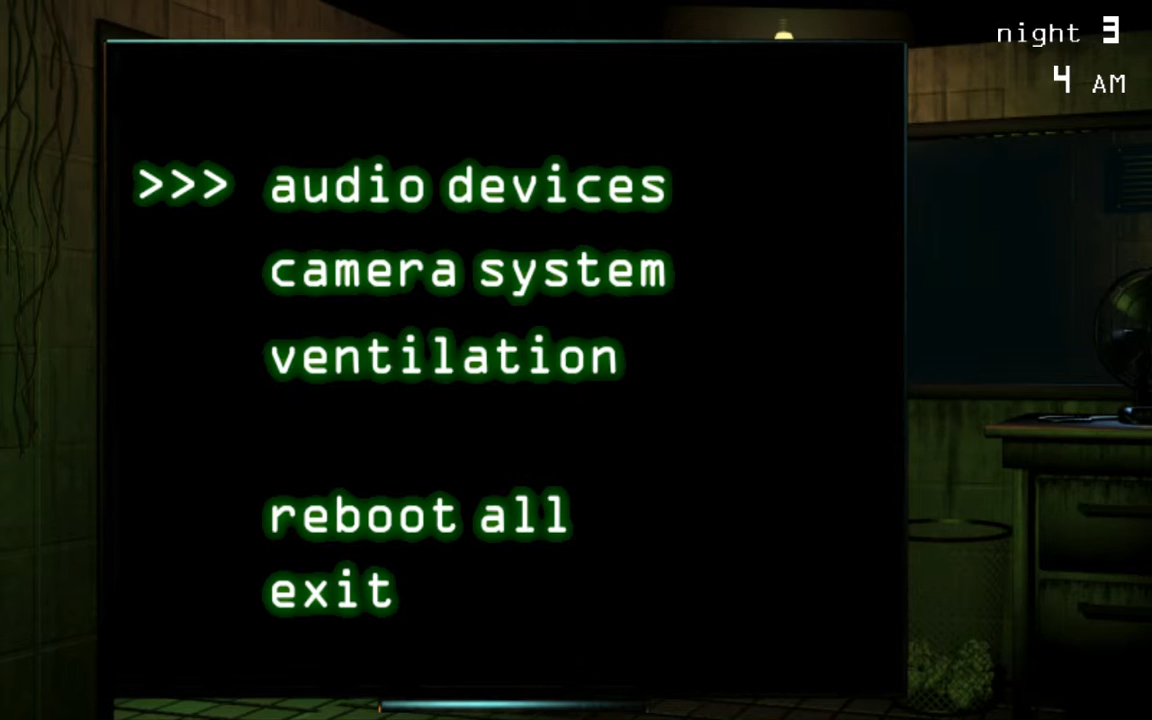 night 3
4 AM
>>> audio devices
camera system
ventilation
reboot all
exit